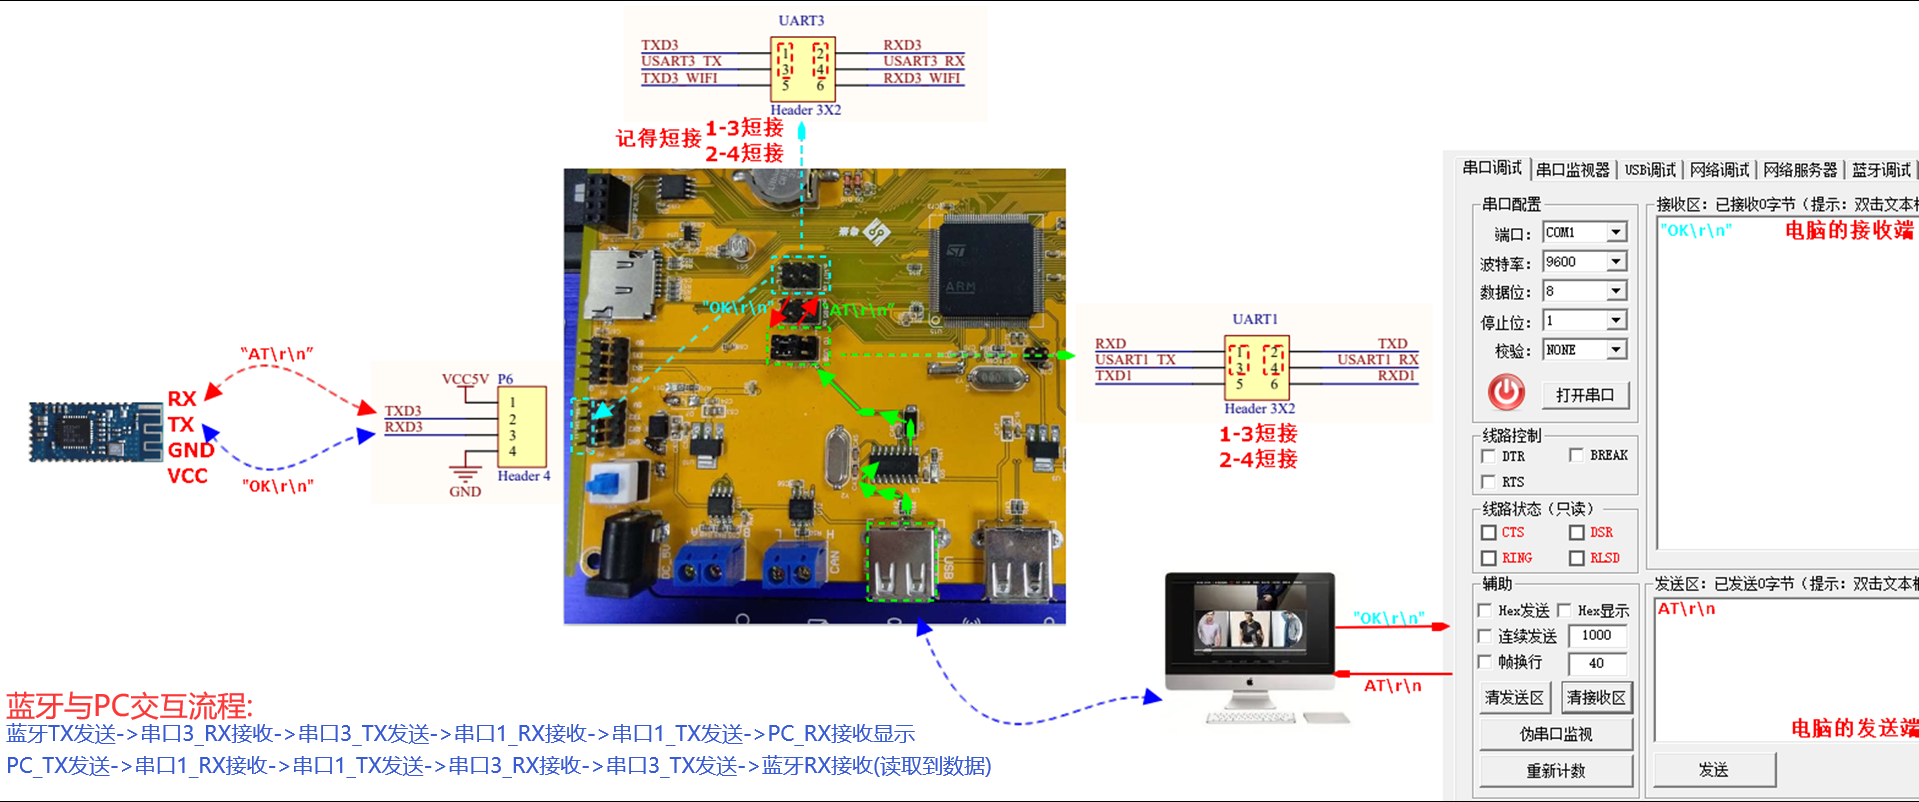 UART3
TXD3
USART3_TX
TXD3_WIFI
1 2
3 4
5 6
RXD3
USART3_RX
RXD3_WIFI
Header 3X2
记得短接
1-3短接
2-4短接
"OK\r\n"
AT\r\n"
ARM
DC_5V
A
B
L
H
CAN
USB
"AT\r\n"
RX
TX
GND
VCC
"OK\r\n"
VCC5V
P6
TXD3
RXD3
1
2
3
4
GND
Header 4
UART1
RXD
USART1_TX
TXD1
1 2
3 4
5 6
TXD
USART1_RX
RXD1
Header 3X2
1-3短接
2-4短接
"OK\r\n"
AT\r\n
串口调试 串口监视器 USB调试 网络调试 网络服务器 蓝牙调试
串口配置
端口: COM1
波特率: 9600
数据位: 8
停止位: 1
校验: NONE
打开串口
线路控制
DTR BREAK
RTS
线路状态（只读）
CTS DSR
RING RLSD
辅助
Hex发送 Hex显示
连续发送 1000
帧换行 40
清发送区 清接收区
伪串口监视
重新计数
接收区: 已接收0字节（提示: 双击文本
"OK\r\n" 电脑的接收端
发送区: 已发送0字节（提示: 双击文本
AT\r\n
电脑的发送端
发送
蓝牙与PC交互流程:
蓝牙TX发送->串口3_RX接收->串口3_TX发送->串口1_RX接收->串口1_TX发送->PC_RX接收显示
PC_TX发送->串口1_RX接收->串口1_TX发送->串口3_RX接收->串口3_TX发送->蓝牙RX接收(读取到数据)